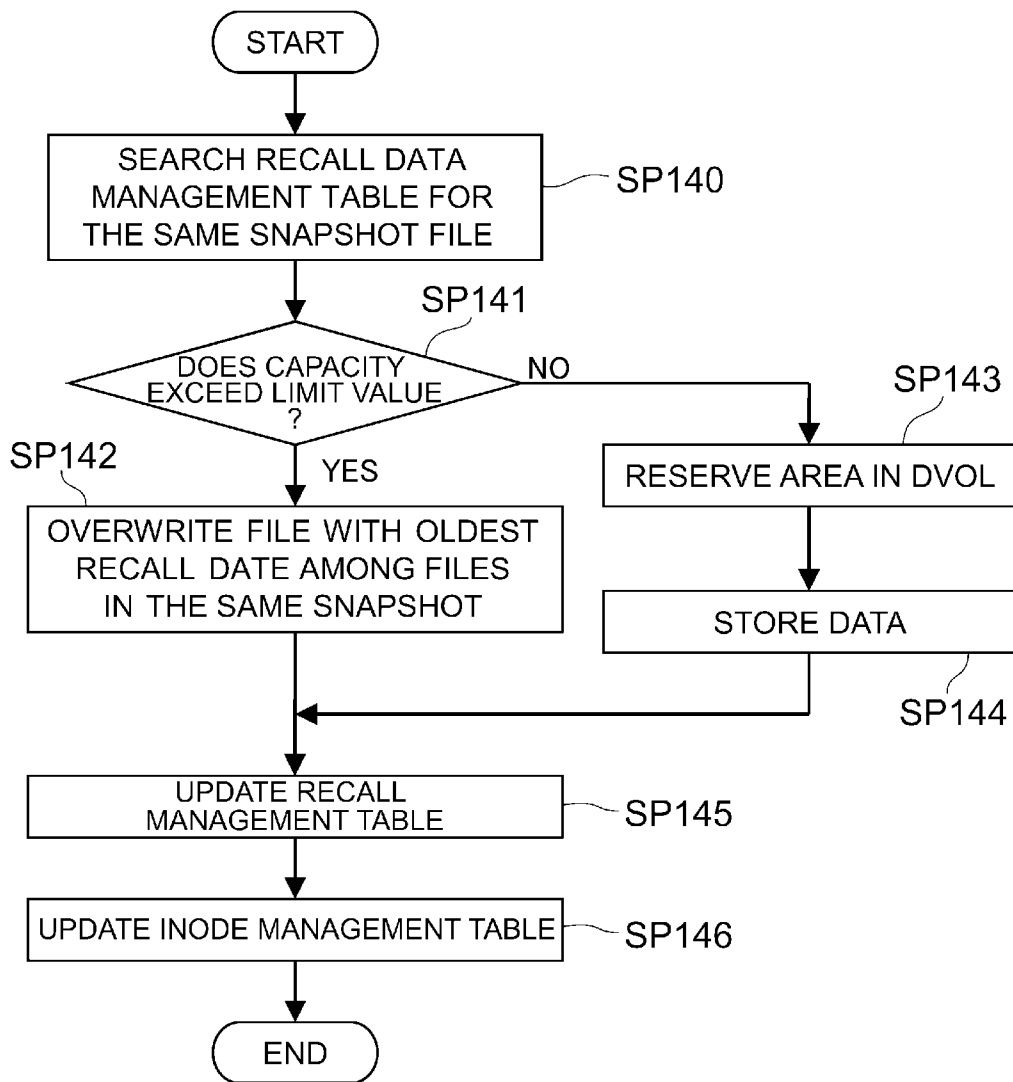 START
SEARCH RECALL DATA
MANAGEMENT TABLE FOR
THE SAME SNAPSHOT FILE
SP140
SP141
DOES CAPACITY
EXCEED LIMIT VALUE
?
NO
YES
SP142
OVERWRITE FILE WITH OLDEST
RECALL DATE AMONG FILES
IN THE SAME SNAPSHOT
SP143
RESERVE AREA IN DVOL
STORE DATA
SP144
UPDATE RECALL
MANAGEMENT TABLE
SP145
UPDATE INODE MANAGEMENT TABLE
SP146
END